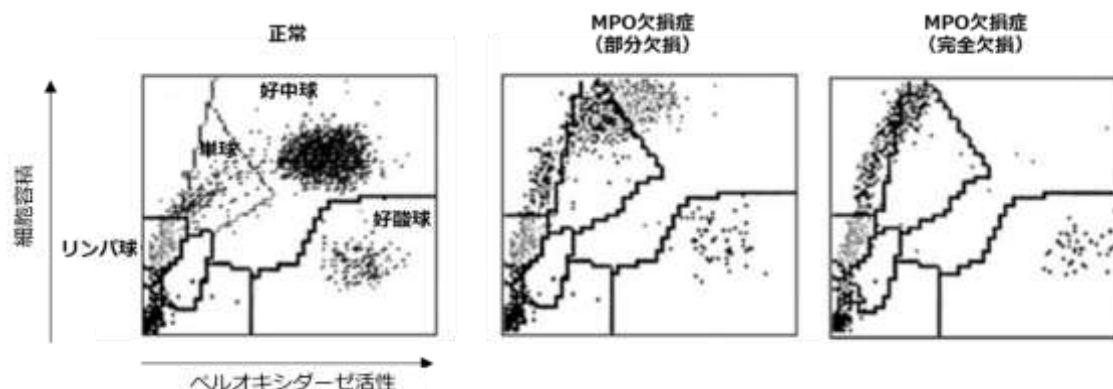 正常
MPO欠損症
(部分欠損)
MPO欠損症
(完全欠損)
好中球
単球
好酸球
リンパ球
細胞容積
ペルオキシダーゼ活性